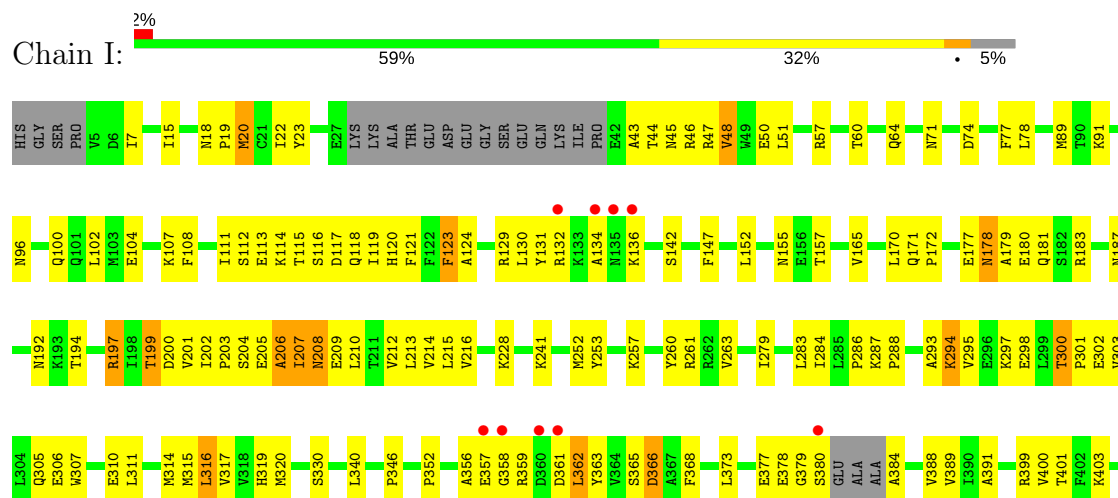 2%
Chain I:
59% 32% • 5%
HIS GLY SER PRO V5 D6 I7 I15 N18 P19 M20 C21 I22 Y23 E27 LYS LYS ALA THR GLU ASP GLU GLY SER GLU GLN LYS ILE PRO E42 A43 T44 N45 R46 R47 V48 W49 E50 L51 R57 T60 Q64 N71 D74 F77 L78 M89 T90 K91
N96 Q100 Q101 L102 M103 E104 K107 F108 I111 S112 E113 K114 T115 S116 D117 Q118 I119 H120 F121 F122 F123 A124 R129 L130 Y131 R132 K133 A134 N135 K136 S142 F147 L152 N155 E156 T157 V165 L170 Q171 P172 E177 N178 A179 E180 Q181 S182 R183 N187
N192 K193 T194 R197 I198 T199 D200 V201 I202 P203 S204 E205 A206 I207 N208 E209 L210 T211 V212 L213 V214 L215 V216 K228 K241 M252 Y253 K257 Y260 R261 R262 V263 I279 L283 I284 L285 P286 K287 P288 A293 K294 V295 E296 K297 E298 L299 T300 P301 E302 V303
L304 Q305 E306 W307 E310 L311 M314 M315 L316 V317 V318 H319 M320 S330 L340 P346 P352 A356 E357 G358 R359 D360 D361 L362 Y363 V364 S365 D366 A367 F368 L373 E377 E378 G379 S380 GLU ALA ALA A384 V388 V389 I390 A391 R399 V400 T401 F402 K403